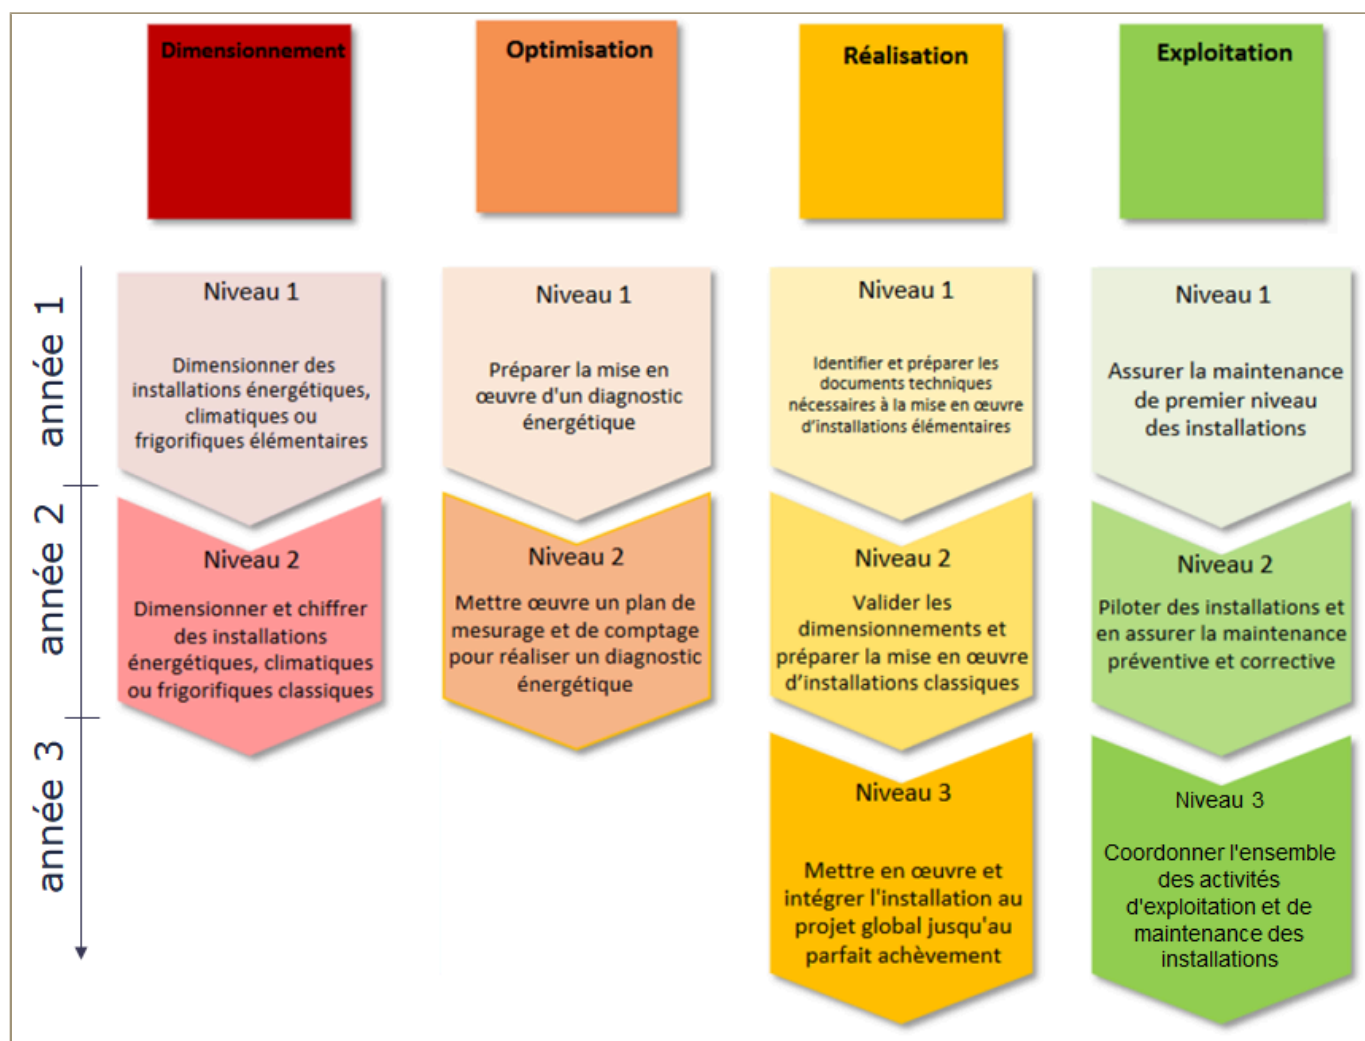 Dimensionnement
Optimisation
Réalisation
Exploitation
année 1
Niveau 1
Dimensionner des
installations énergétiques,
climatiques ou
frigorifiques élémentaires
Niveau 1
Préparer la mise en
œuvre d'un diagnostic
énergétique
Niveau 1
Identifier et préparer les
documents techniques
nécessaires à la mise en œuvre
d’installations élémentaires
Niveau 1
Assurer la maintenance
de premier niveau
des installations
année 2
Niveau 2
Dimensionner et chiffrer
des installations
énergétiques, climatiques
ou frigorifiques classiques
Niveau 2
Mettre œuvre un plan de
mesurage et de comptage
pour réaliser un diagnostic
énergétique
Niveau 2
Valider les
dimensionnements et
préparer la mise en œuvre
d’installations classiques
Niveau 2
Piloter des installations et
en assurer la maintenance
préventive et corrective
année 3
Niveau 3
Mettre en œuvre et
intégrer l'installation au
projet global jusqu'au
parfait achèvement
Niveau 3
Coordonner l'ensemble
des activités
d'exploitation et de
maintenance des
installations